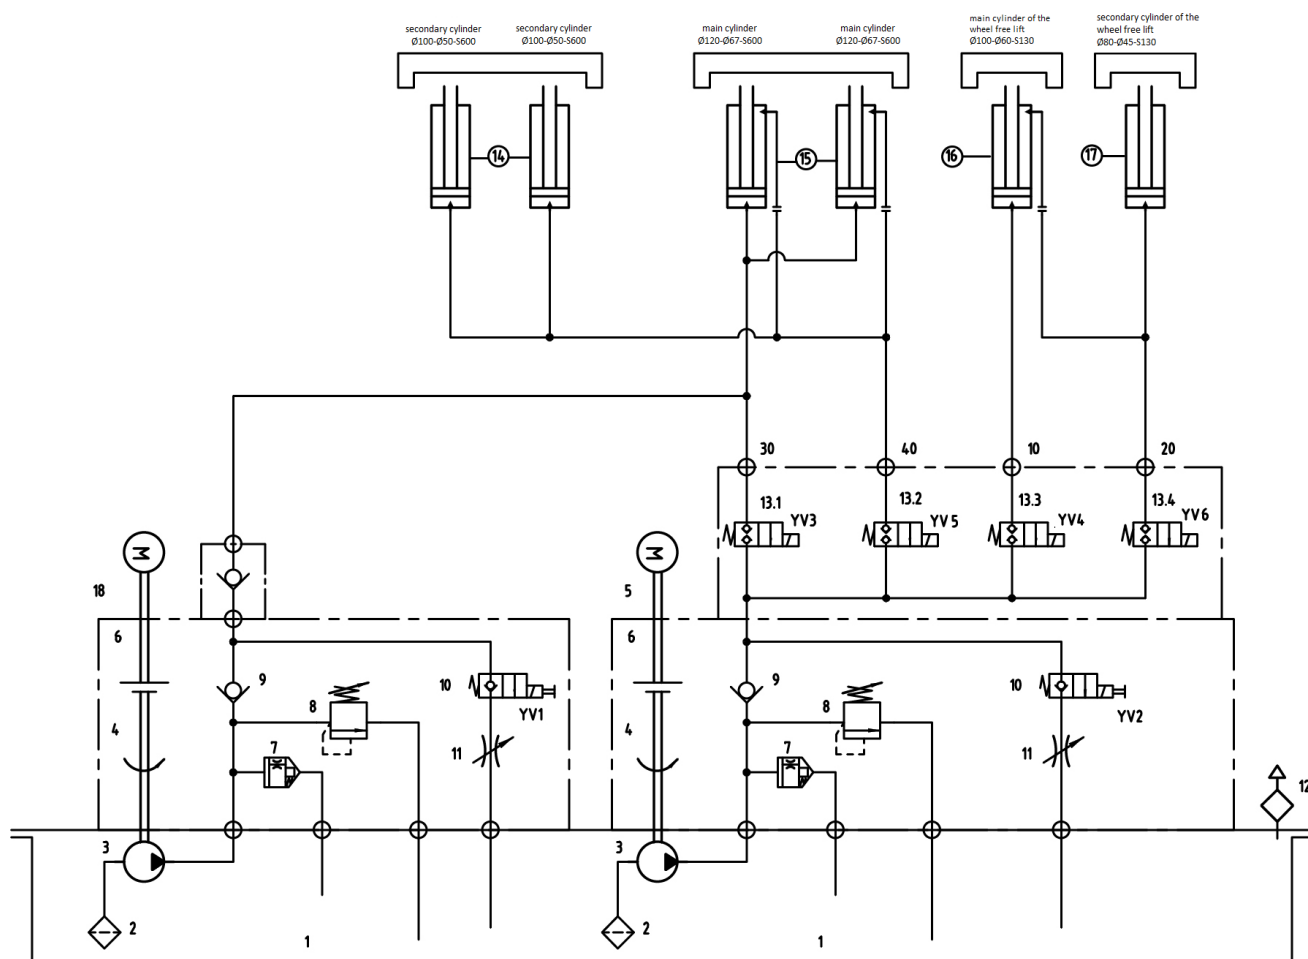 secondary cylinder
Ø100-Ø50-S600
secondary cylinder
Ø100-Ø50-S600
main cylinder
Ø120-Ø67-S600
main cylinder
Ø120-Ø67-S600
main cylinder of the
wheel free lift
Ø100-Ø60-S130
secondary cylinder of the
wheel free lift
Ø80-Ø45-S130
14
15
16
17
30
40
10
20
13.1
YV3
13.2
YV5
13.3
YV4
13.4
YV6
M
18
M
5
6
9
10
YV1
8
4
7
11
3
2
1
6
9
10
YV2
8
4
7
11
3
2
1
12